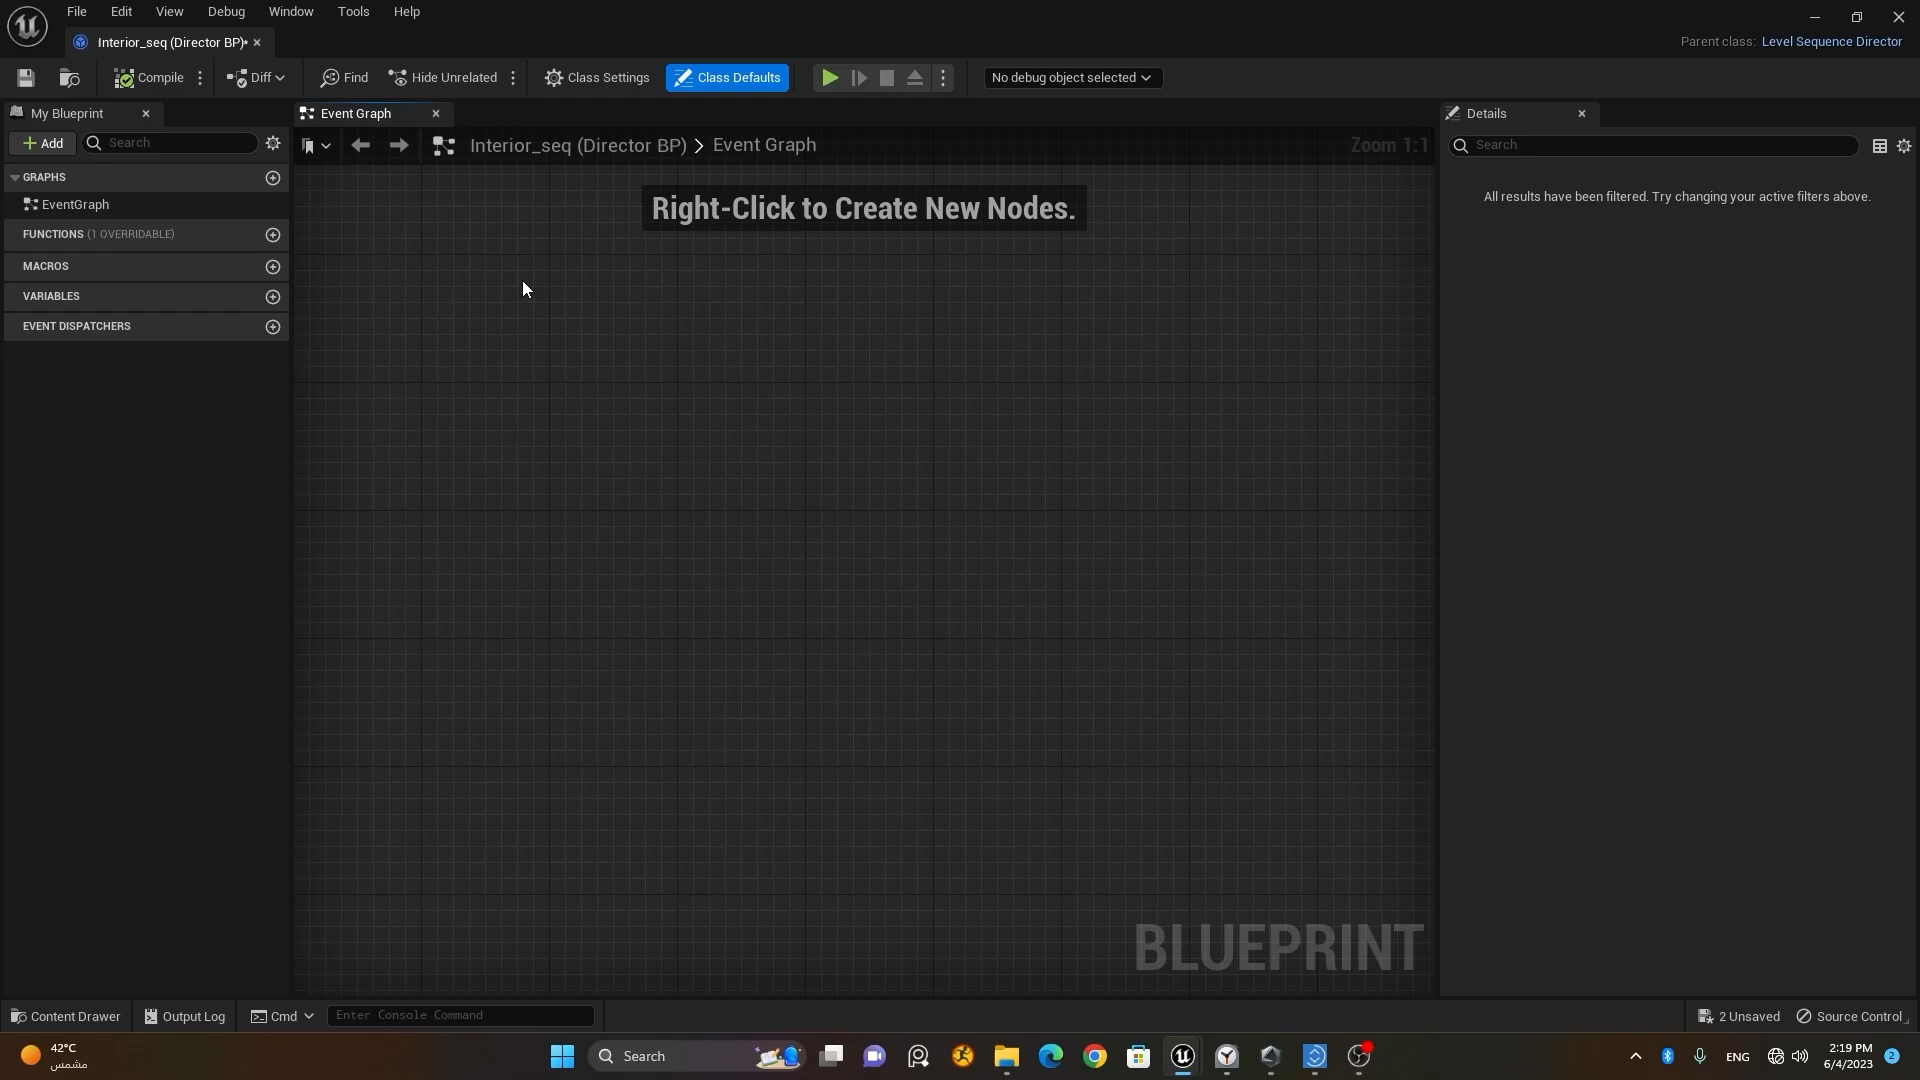 File Edit View Debug Window Tools Help
Interior_seq (Director BP)*
Parent class: Level Sequence Director
Compile Diff Find Hide Unrelated Class Settings Class Defaults No debug object selected
My Blueprint
Event Graph
Details
Add Search
Interior_seq (Director BP) > Event Graph
Zoom 1:1
Search
GRAPHS
EventGraph
FUNCTIONS (1 OVERRIDABLE)
MACROS
VARIABLES
EVENT DISPATCHERS
Right-Click to Create New Nodes.
All results have been filtered. Try changing your active filters above.
BLUEPRINT
Content Drawer Output Log Cmd Enter Console Command 2 Unsaved Source Control
42°C
مشمس
Search
ENG
2:19 PM
6/4/2023
2